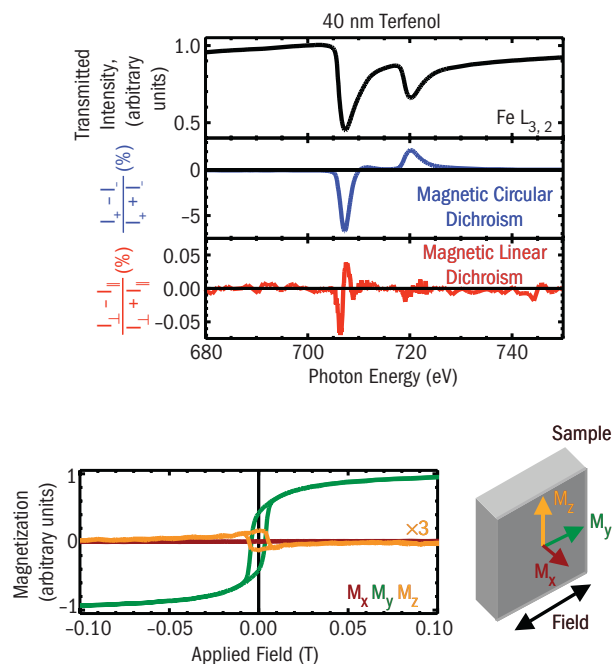 40 nm Terfenol
Transmitted
Intensity,
(arbitrary
units)
1.0
0.5
Fe L3, 2
I+ − I−
I+ + I−
(%)
0
−5
Magnetic Circular
Dichroism
I⊥ − I∥
I⊥ + I∥
(%)
0.05
0.00
−0.05
Magnetic Linear
Dichroism
680 700 720 740
Photon Energy (eV)
Magnetization
(arbitrary units)
1
0
−1
×3
Mx My Mz
−0.10 −0.05 0.00 0.05 0.10
Applied Field (T)
Sample
Mz
My
Mx
Field